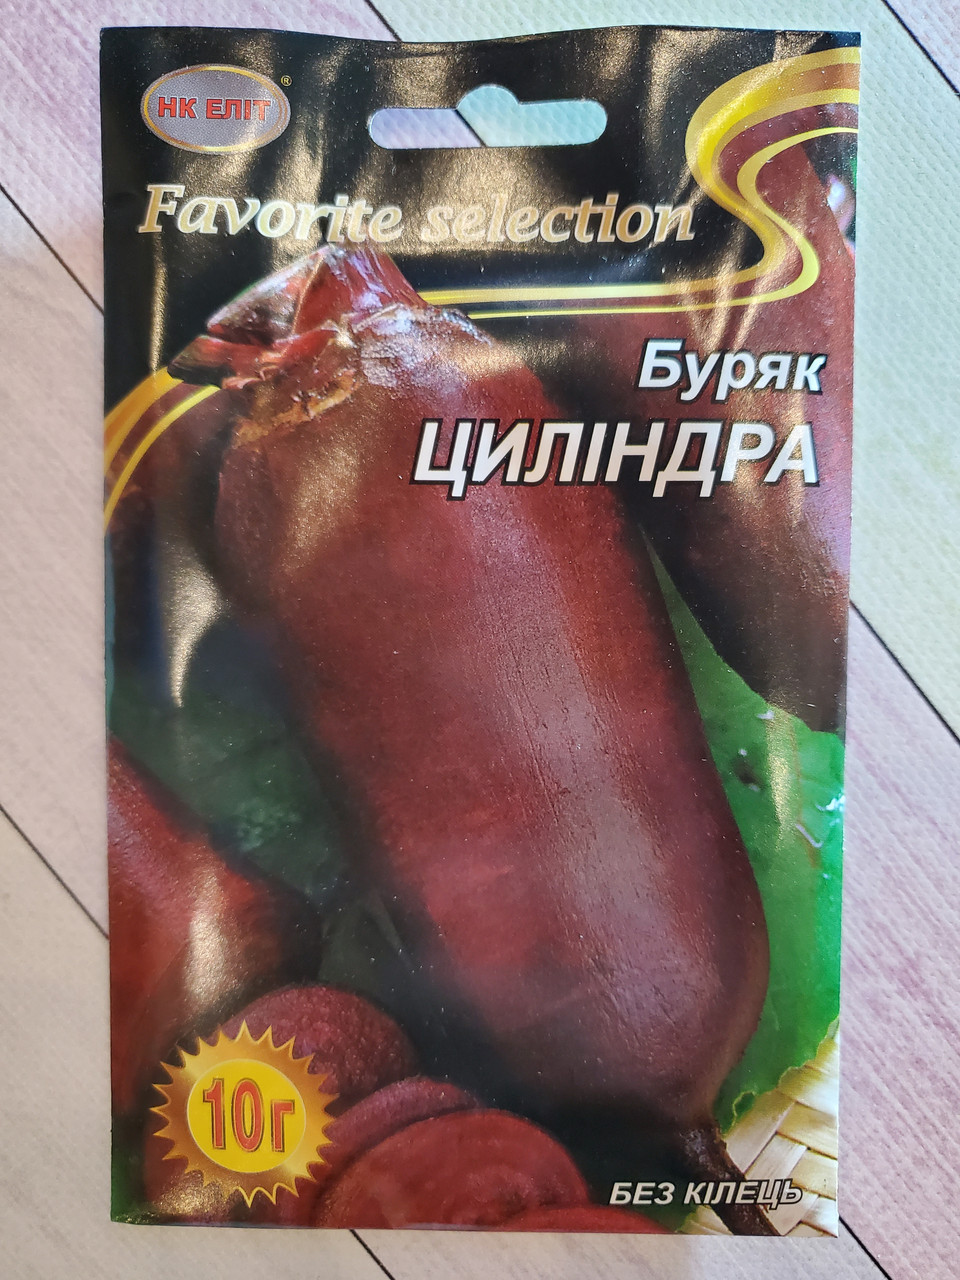 НК ЕЛІТ ®
Favorite selection
Буряк
ЦИЛІНДРА
10г
БЕЗ КІЛЕЦЬ